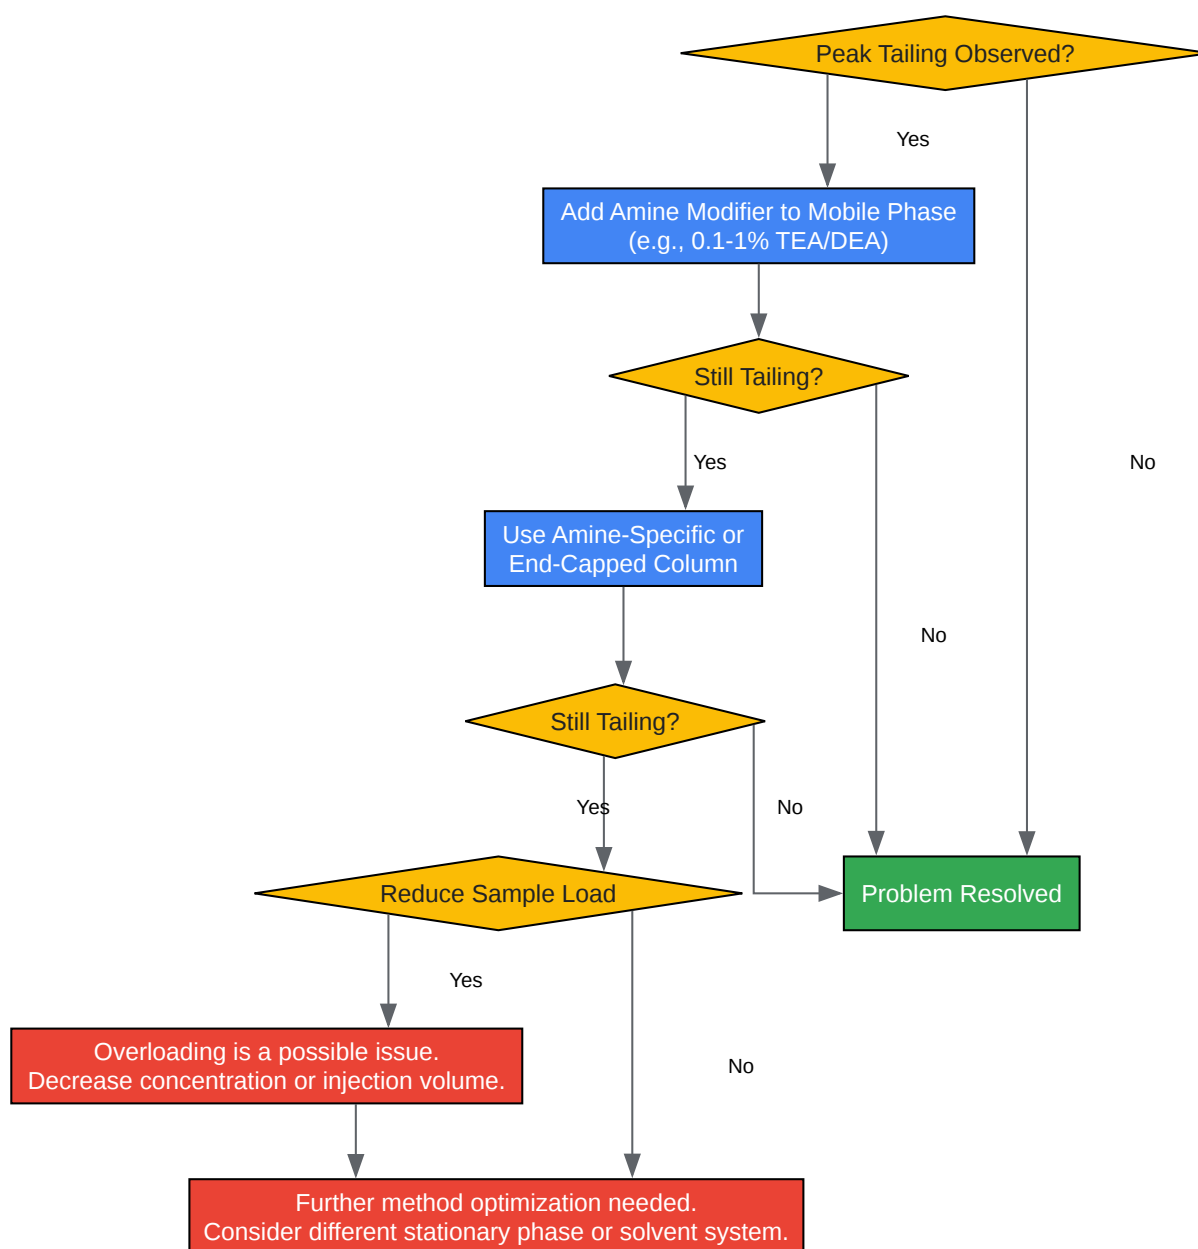 Peak Tailing Observed?
Yes
Add Amine Modifier to Mobile Phase
(e.g., 0.1-1% TEA/DEA)
Still Tailing?
Yes
No
Use Amine-Specific or
End-Capped Column
No
Still Tailing?
Yes
No
Reduce Sample Load
Problem Resolved
Yes
Overloading is a possible issue.
Decrease concentration or injection volume.
No
Further method optimization needed.
Consider different stationary phase or solvent system.